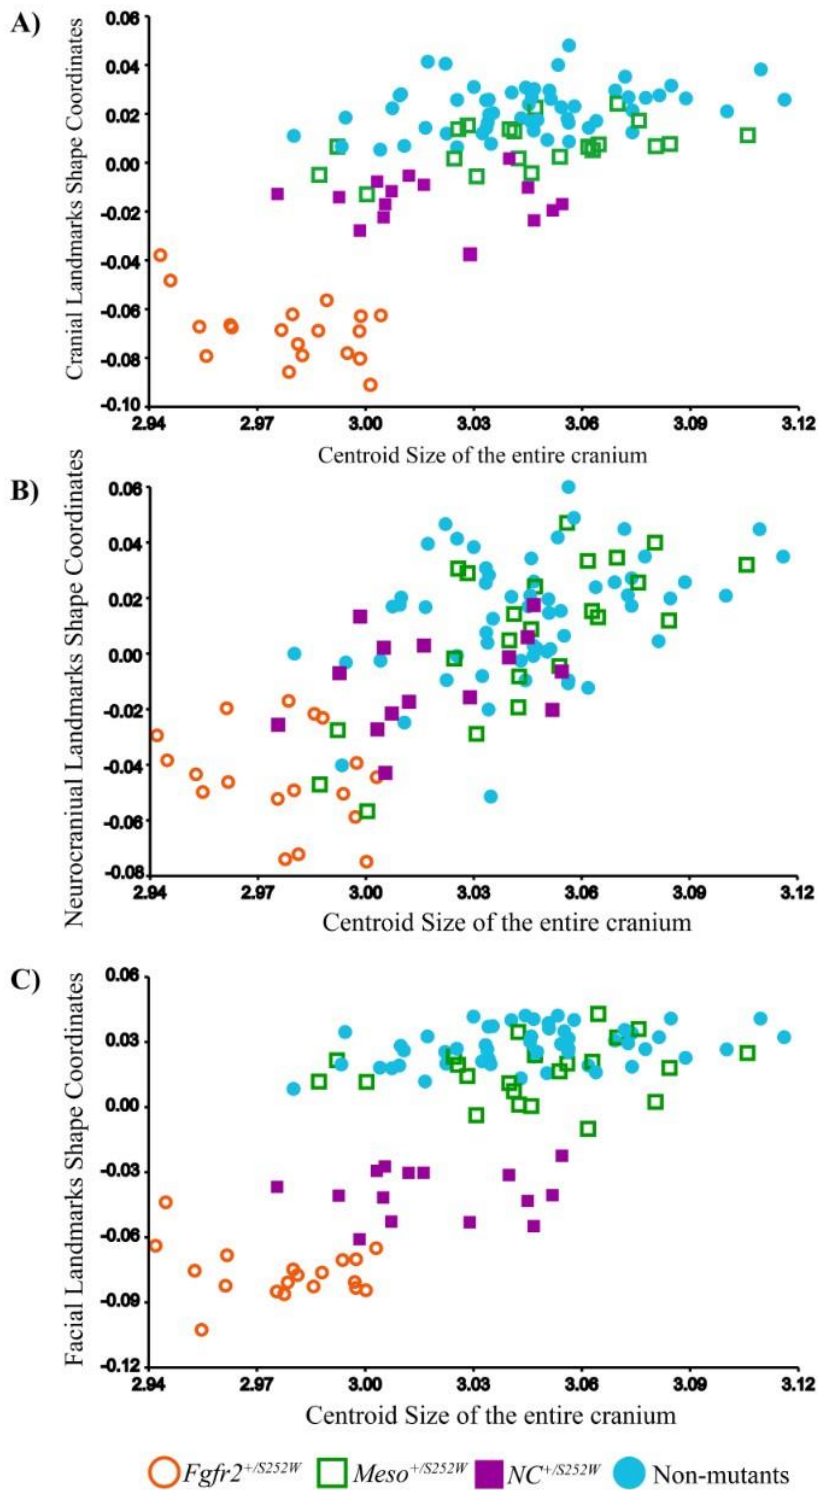 A)
Cranial Landmarks Shape Coordinates
0.06
0.04
0.02
0.00
-0.02
-0.04
-0.06
-0.08
-0.10
2.94 2.97 3.00 3.03 3.06 3.09 3.12
Centroid Size of the entire cranium
B)
Neurocraniual Landmarks Shape Coordinates
0.06
0.04
0.02
0.00
-0.02
-0.04
-0.06
-0.08
2.94 2.97 3.00 3.03 3.06 3.09 3.12
Centroid Size of the entire cranium
C)
Facial Landmarks Shape Coordinates
0.06
0.03
0.00
-0.03
-0.06
-0.09
-0.12
2.94 2.97 3.00 3.03 3.06 3.09 3.12
Centroid Size of the entire cranium
Fgfr2+/S252W Meso+/S252W NC+/S252W Non-mutants